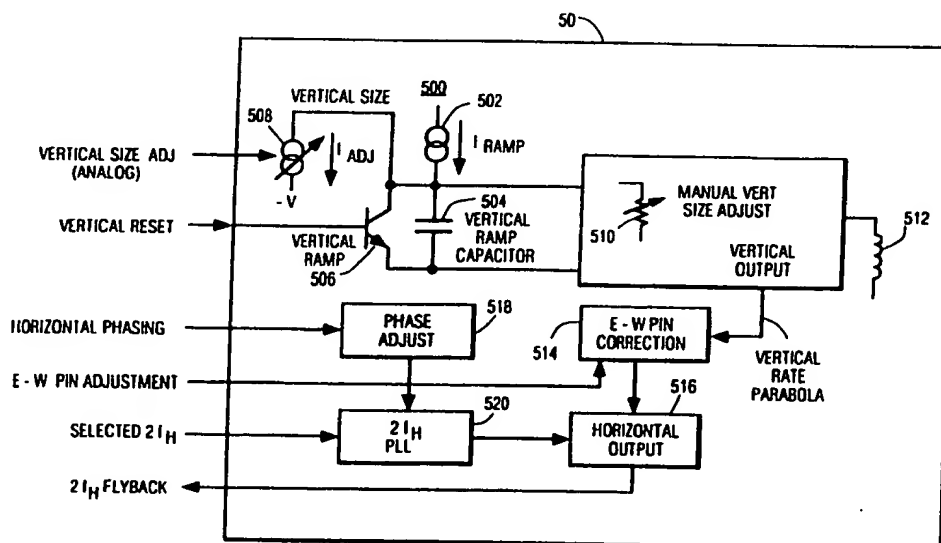 50
VERTICAL SIZE
500
502
508
I ADJ
I RAMP
VERTICAL SIZE ADJ
(ANALOG)
-V
504
VERTICAL
RAMP
CAPACITOR
MANUAL VERT
SIZE ADJUST
510
512
VERTICAL RESET
VERTICAL
RAMP
506
VERTICAL
OUTPUT
HORIZONTAL PHASING
PHASE
ADJUST
518
514
E - W PIN
CORRECTION
VERTICAL
RATE
PARABOLA
E - W PIN ADJUSTMENT
520
516
SELECTED 2 f H
2 f H
PLL
HORIZONTAL
OUTPUT
2 f H FLYBACK